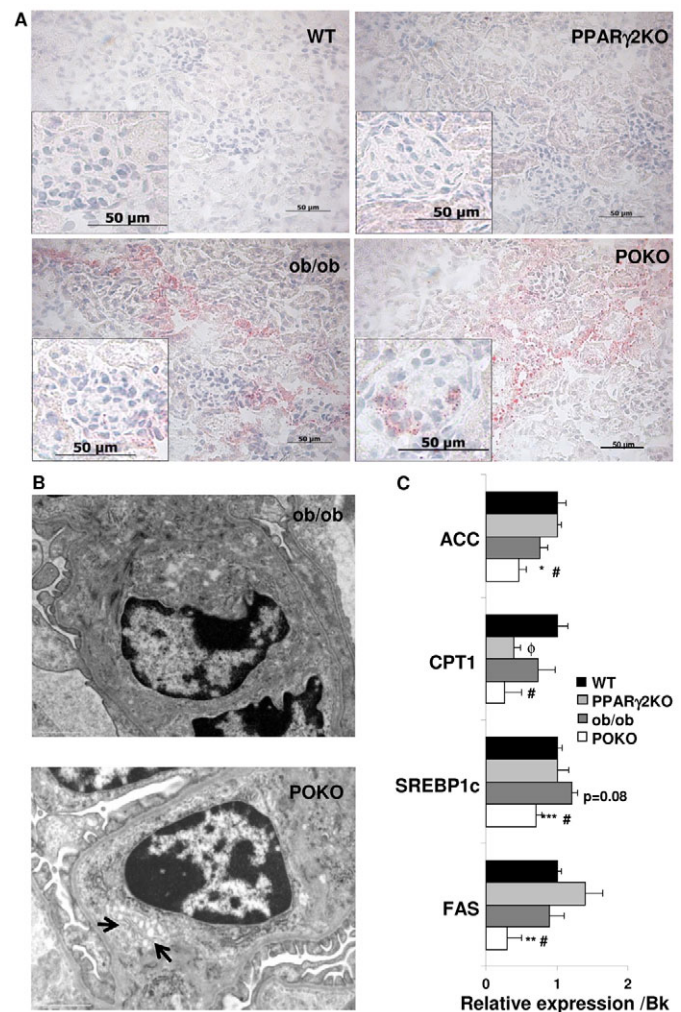 A
WT
50 µm
50 µm
PPARγ2KO
50 µm
50 µm
ob/ob
50 µm
50 µm
POKO
50 µm
50 µm
B
ob/ob
POKO
C
ACC
* #
CPT1
ϕ
#
SREBP1c
p=0.08
*** #
FAS
** #
WT
PPARγ2KO
ob/ob
POKO
0 1 2
Relative expression /Bk